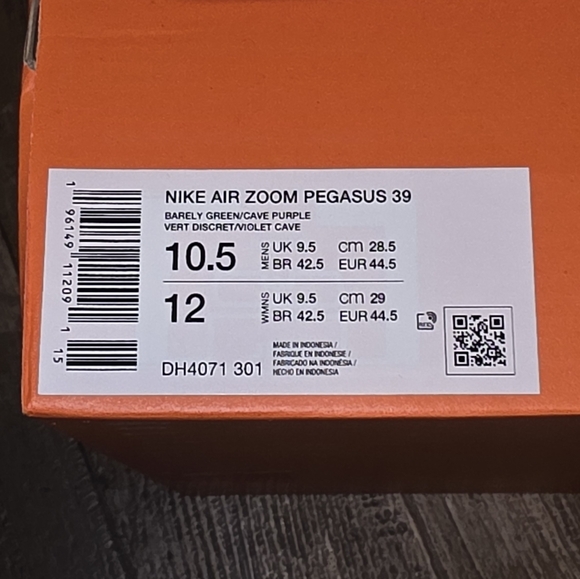 NIKE AIR ZOOM PEGASUS 39
BARELY GREEN/CAVE PURPLE
VERT DISCRET/VIOLET CAVE
10.5 MENS UK 9.5 cm 28.5
BR 42.5 EUR 44.5
12 WMNS UK 9.5 cm 29
BR 42.5 EUR 44.5
DH4071 301
MADE IN INDONESIA /
FABRIQUE EN INDONESIE /
FABRICADO NA INDONÉSIA /
HECHO EN INDONESIA
1 96149 11209 1
15